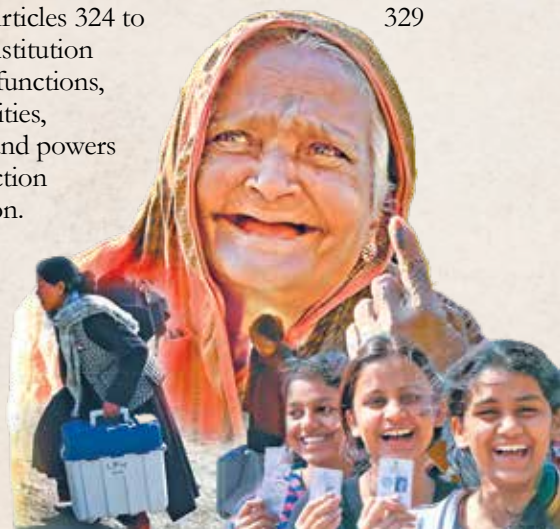 rticles 324 to 329
stitution
functions,
ities,
nd powers
ction
on.